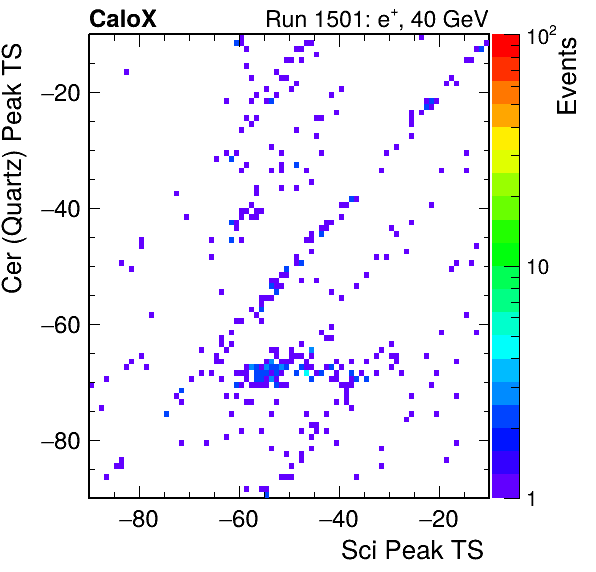 CaloX
Run 1501: e⁺, 40 GeV
Cer (Quartz) Peak TS
−20
−40
−60
−80
−80
−60
−40
−20
Sci Peak TS
10²
10
1
Events